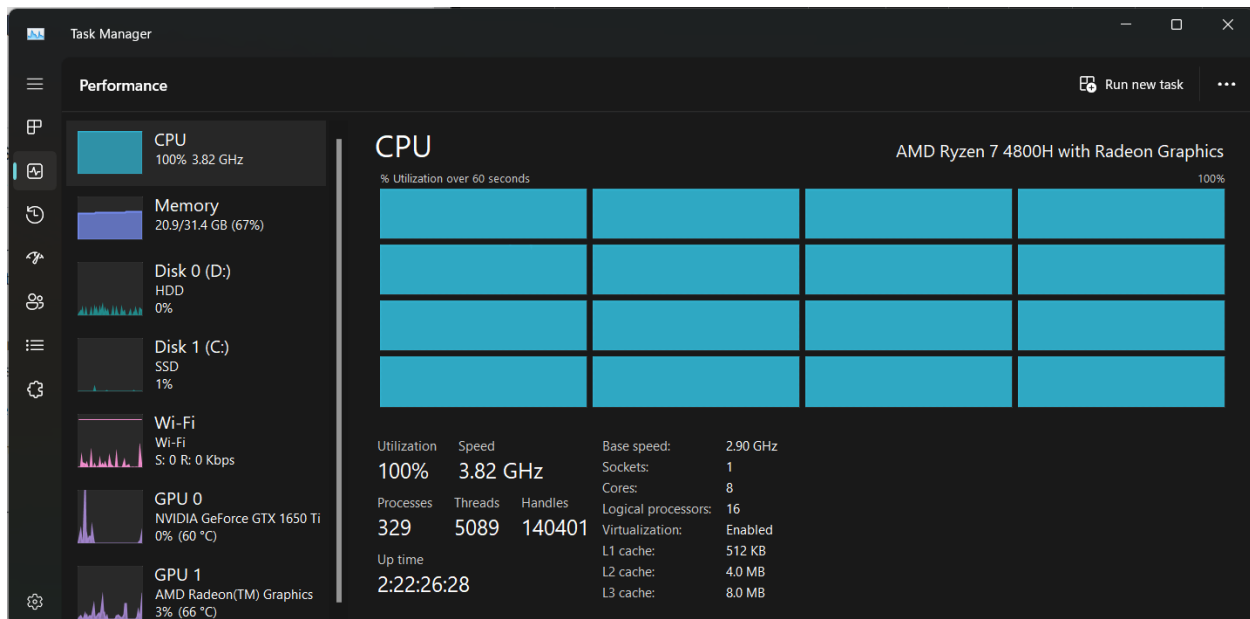 Task Manager
Performance
Run new task
CPU
100% 3.82 GHz
Memory
20.9/31.4 GB (67%)
Disk 0 (D:)
HDD
0%
Disk 1 (C:)
SSD
1%
Wi-Fi
Wi-Fi
S: 0 R: 0 Kbps
GPU 0
NVIDIA GeForce GTX 1650 Ti
0% (60 °C)
GPU 1
AMD Radeon(TM) Graphics
3% (66 °C)
CPU
AMD Ryzen 7 4800H with Radeon Graphics
% Utilization over 60 seconds
100%
Utilization Speed
100% 3.82 GHz
Processes Threads Handles
329 5089 140401
Up time
2:22:26:28
Base speed: 2.90 GHz
Sockets: 1
Cores: 8
Logical processors: 16
Virtualization: Enabled
L1 cache: 512 KB
L2 cache: 4.0 MB
L3 cache: 8.0 MB